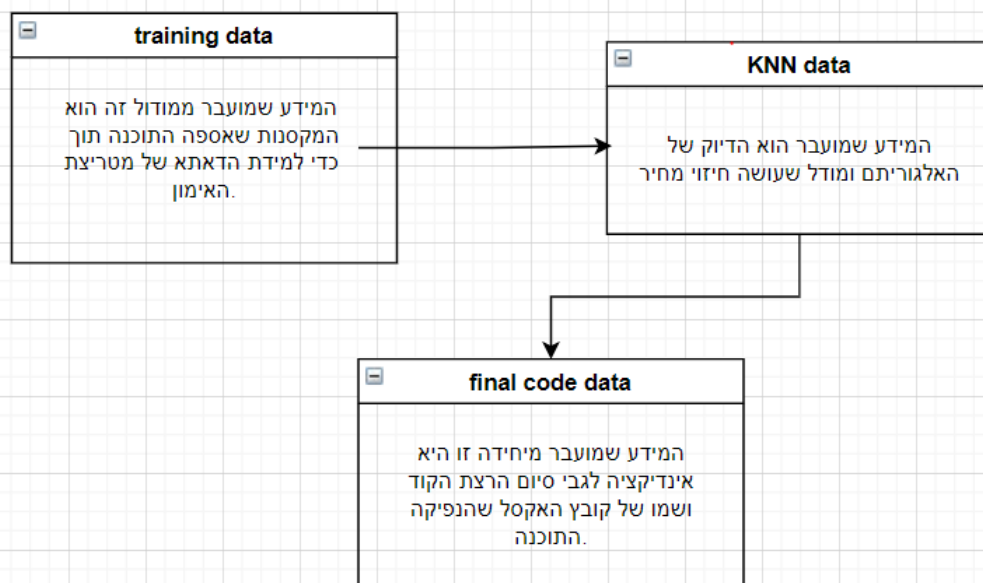 training data
המידע שמועבר ממודול זה הוא
המקסנות שאספה התוכנה תוך
כדי למידת הדאתא של מטריצת
האימון.
KNN data
המידע שמועבר הוא הדיוק של
האלגוריתם ומודל שעושה חיזוי מחיר
final code data
המידע שמועבר מיחידה זו היא
אינדיקציה לגבי סיום הרצת הקוד
ושמו של קובץ האקסל שהנפיקה
התוכנה.